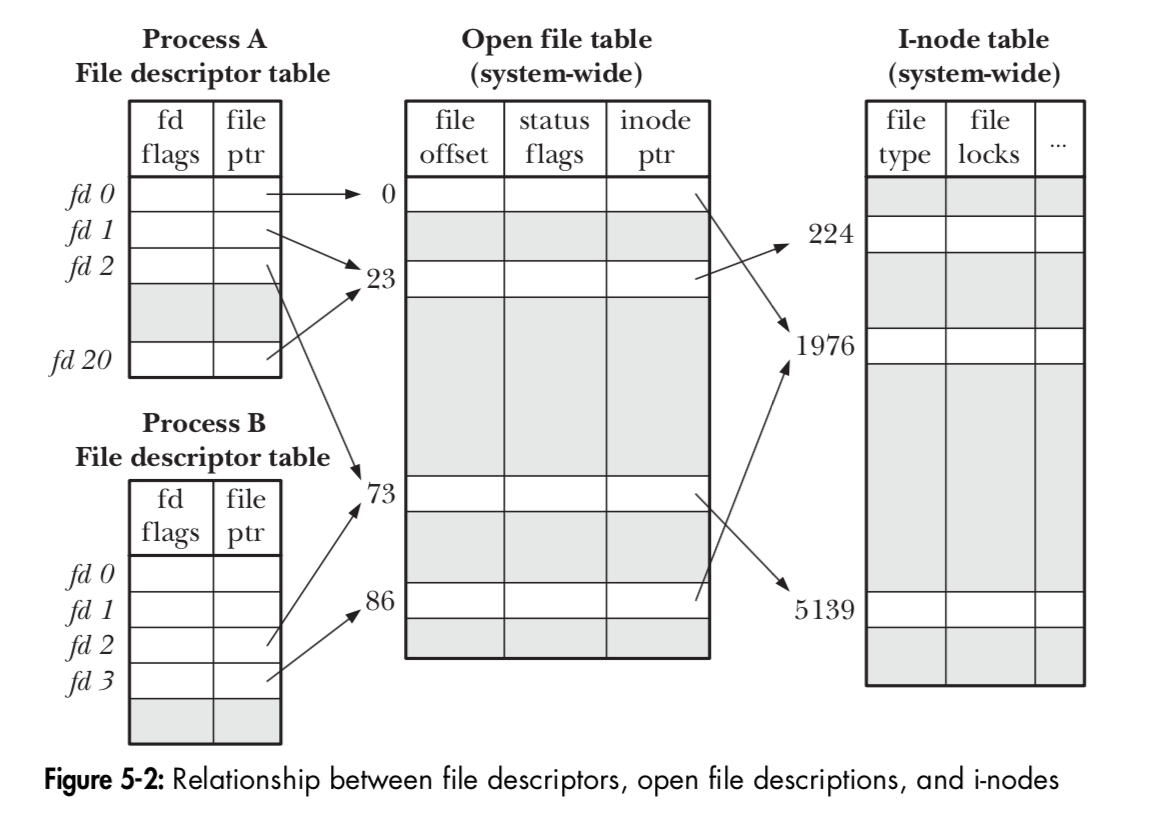 Process A
File descriptor table
fd flags
file ptr
fd 0
fd 1
fd 2
fd 20
Process B
File descriptor table
fd flags
file ptr
fd 0
fd 1
fd 2
fd 3
Open file table
(system-wide)
file offset
status flags
inode ptr
0
23
73
86
I-node table
(system-wide)
file type
file locks
...
224
1976
5139
Figure 5-2: Relationship between file descriptors, open file descriptions, and i-nodes